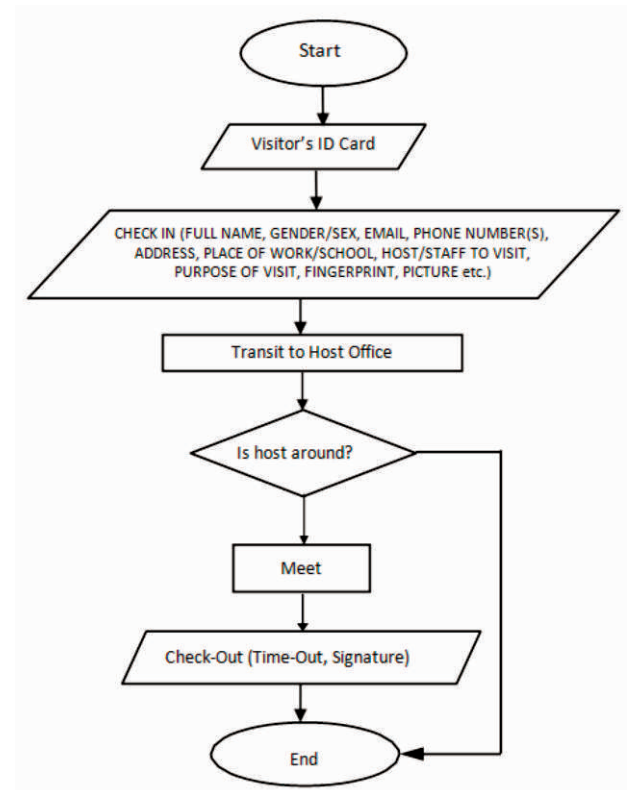 Start
Visitor's ID Card
CHECK IN (FULL NAME, GENDER/SEX, EMAIL, PHONE NUMBER(S),
ADDRESS, PLACE OF WORK/SCHOOL, HOST/STAFF TO VISIT,
PURPOSE OF VISIT, FINGERPRINT, PICTURE etc.)
Transit to Host Office
Is host around?
Meet
Check-Out (Time-Out, Signature)
End